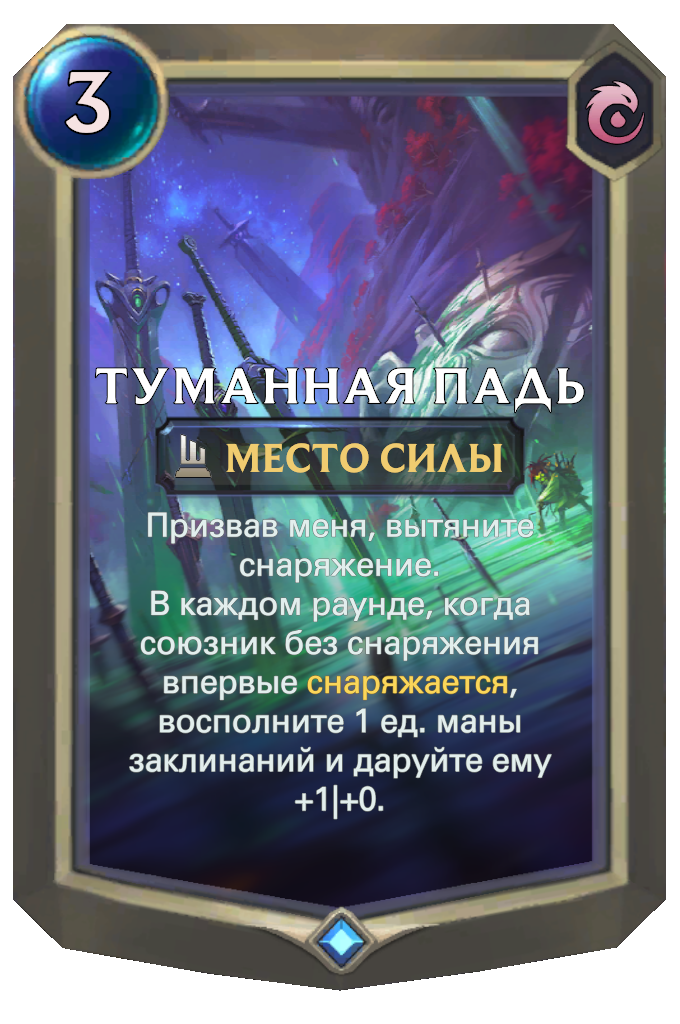 3
ТУМАННАЯ ПАДЬ
МЕСТО СИЛЫ
Призвав меня, вытяните
снаряжение.
В каждом раунде, когда
союзник без снаряжения
впервые снаряжается,
восполните 1 ед. маны
заклинаний и даруйте ему
+1|+0.